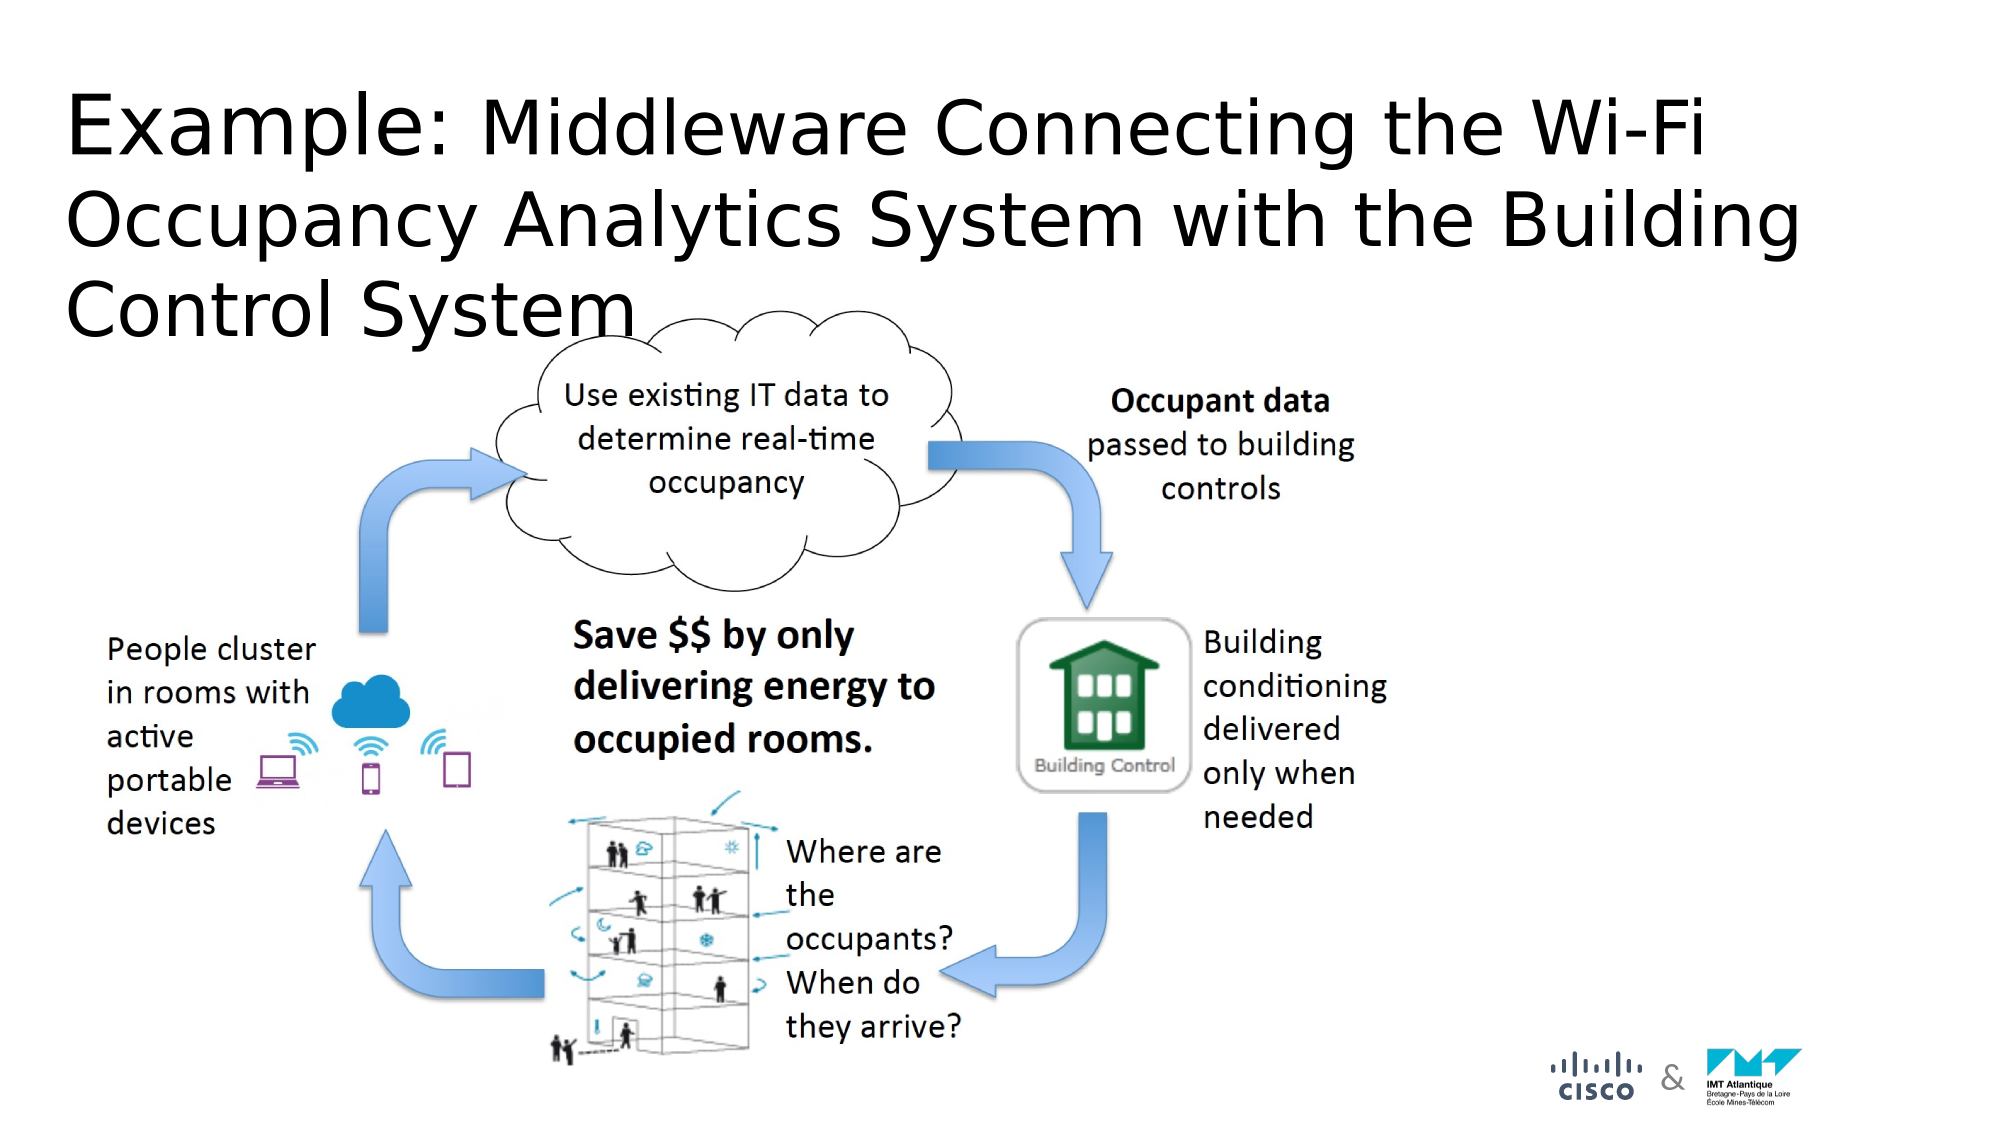 Example: Middleware Connecting the Wi-Fi
Occupancy Analytics System with the Building
Control System
Use existing IT data to
determine real-time
occupancy
Occupant data
passed to building
controls
People cluster
in rooms with
active
portable
devices
Save $$ by only
delivering energy to
occupied rooms.
Building Control
Building
conditioning
delivered
only when
needed
Where are
the
occupants?
When do
they arrive?
CISCO
&
IMT Atlantique
Bretagne-Pays de la Loire
École Mines-Télécom